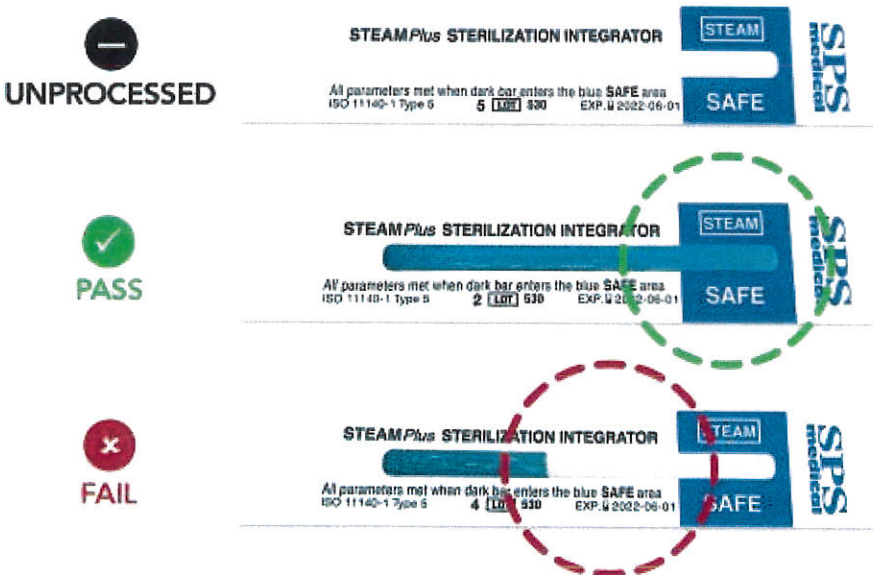 UNPROCESSED
STEAMPlus STERILIZATION INTEGRATOR
All parameters met when dark bar enters the blue SAFE area
ISO 11140-1 Type 5 5 LOT 530 EXP. 2022-06-01
STEAM
SAFE
SPS
medical
PASS
STEAMPlus STERILIZATION INTEGRATOR
All parameters met when dark bar enters the blue SAFE area
ISO 11140-1 Type 5 2 LOT 530 EXP. 2022-06-01
STEAM
SAFE
SPS
medical
FAIL
STEAMPlus STERILIZATION INTEGRATOR
All parameters met when dark bar enters the blue SAFE area
ISO 11140-1 Type 5 4 LOT 530 EXP. 2022-06-01
STEAM
SAFE
SPS
medical